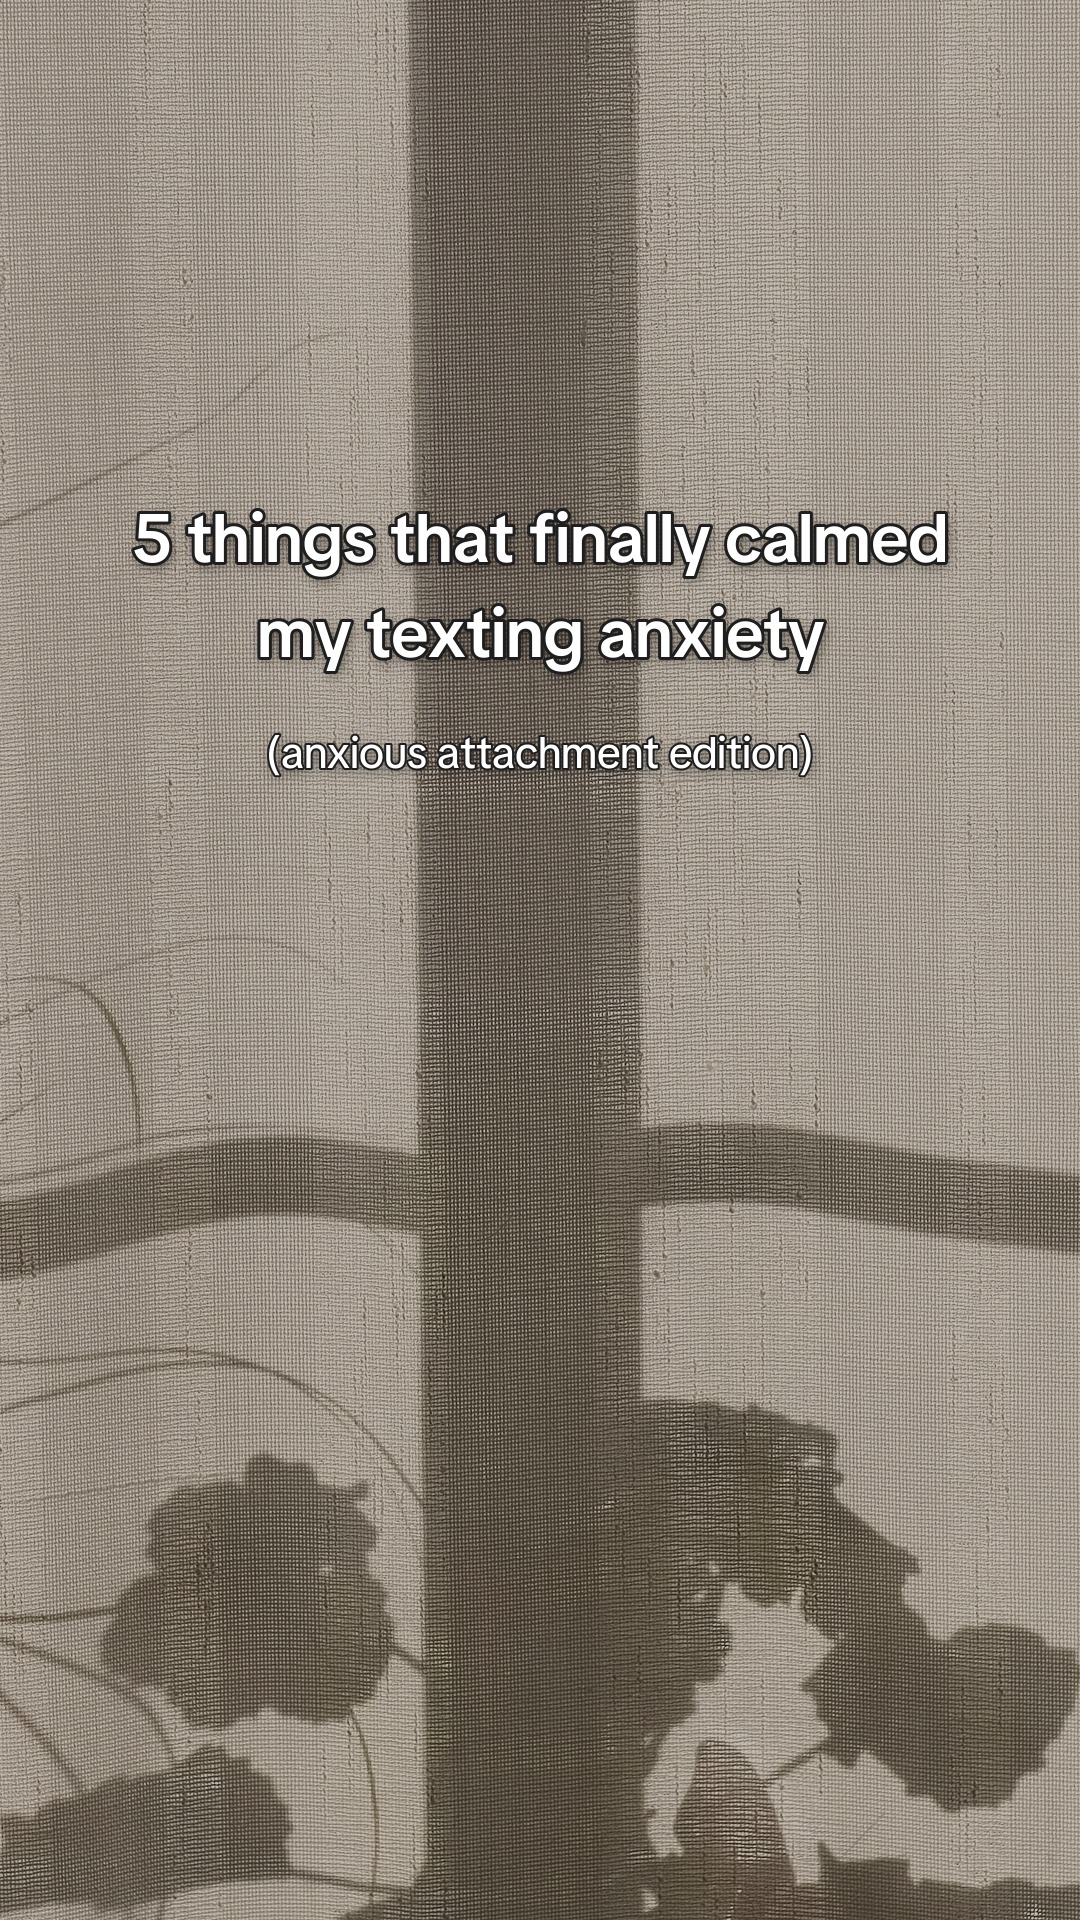 5 things that finally calmed
my texting anxiety
(anxious attachment edition)